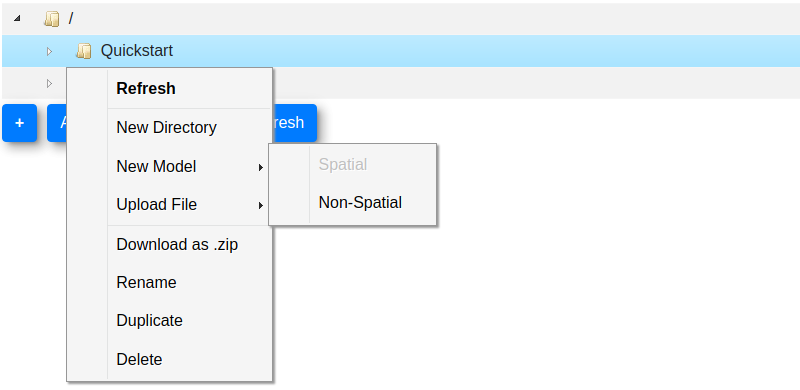 /
Quickstart
Refresh
+
resh
New Directory
New Model
Spatial
Upload File
Non-Spatial
Download as .zip
Rename
Duplicate
Delete